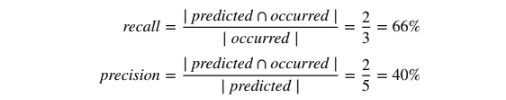 recall = | predicted ∩ occurred | / | occurred | = 2/3 = 66%
precision = | predicted ∩ occurred | / | predicted | = 2/5 = 40%